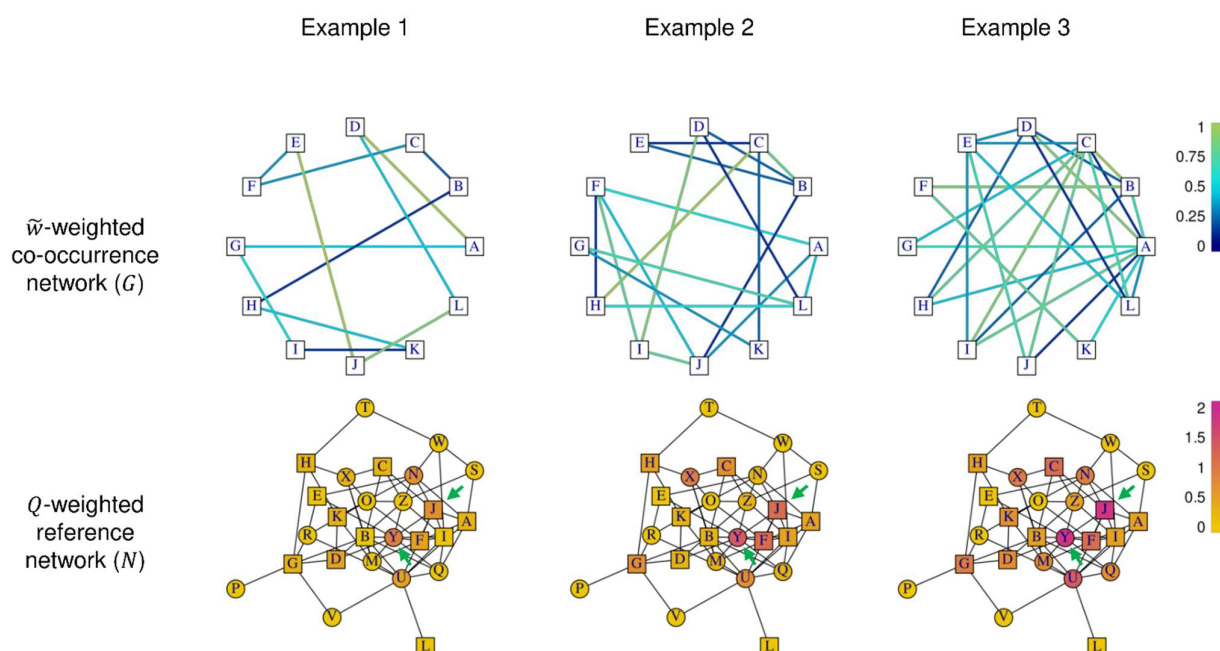 Example 1
Example 2
Example 3
w̃-weighted
co-occurrence
network (G)
D
E
C
F
B
G
A
H
L
I
K
J
D
E
C
F
B
G
A
H
L
I
K
J
D
E
C
F
B
G
A
H
L
I
K
J
1
0.75
0.5
0.25
0
Q-weighted
reference
network (N)
T
W
H
C
S
X
N
E
O
Z
J
K
A
R
B
Y
F
I
G
D
M
Q
U
P
V
L
T
W
H
C
S
X
N
E
O
Z
J
K
A
R
B
Y
F
I
G
D
M
Q
U
P
V
L
T
W
H
C
S
X
N
E
O
Z
J
K
A
R
B
Y
F
I
G
D
M
Q
U
P
V
L
2
1.5
1
0.5
0